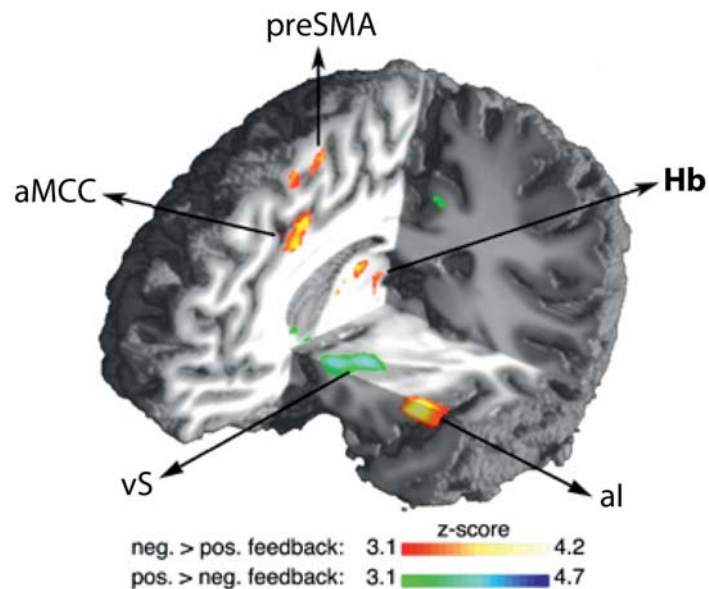 preSMA
aMCC
Hb
vS
aI
z-score
neg. > pos. feedback: 3.1 4.2
pos. > neg. feedback: 3.1 4.7